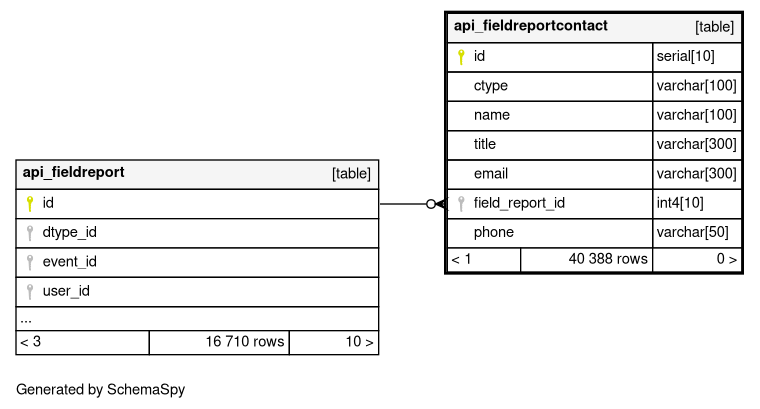 api_fieldreportcontact [table]
id serial[10]
ctype varchar[100]
name varchar[100]
title varchar[300]
email varchar[300]
field_report_id int4[10]
phone varchar[50]
< 1 40 388 rows 0 >
api_fieldreport [table]
id
dtype_id
event_id
user_id
...
< 3 16 710 rows 10 >
Generated by SchemaSpy